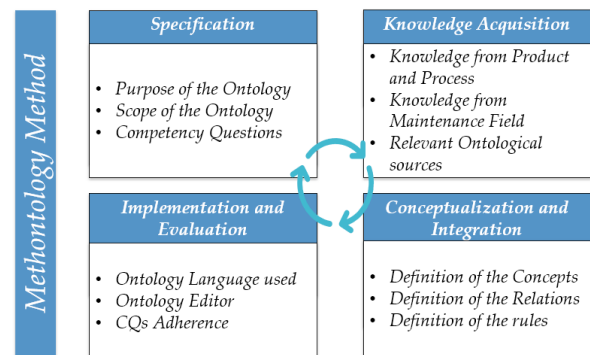 Methontology Method
Specification
• Purpose of the Ontology
• Scope of the Ontology
• Competency Questions
Knowledge Acquisition
• Knowledge from Product
and Process
• Knowledge from
Maintenance Field
• Relevant Ontological
sources
Implementation and
Evaluation
• Ontology Language used
• Ontology Editor
• CQs Adherence
Conceptualization and
Integration
• Definition of the Concepts
• Definition of the Relations
• Definition of the rules